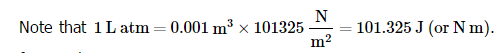 Note that 1 L atm = 0.001 m³ × 101325 N/m² = 101.325 J (or N m).